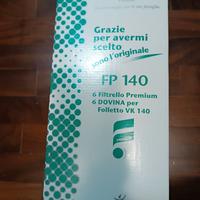 Grazie
per avermi
scelto
sono l'originale
FP 140
6 Filtrello Premium
6 DOVINA per
Folletto VK 140